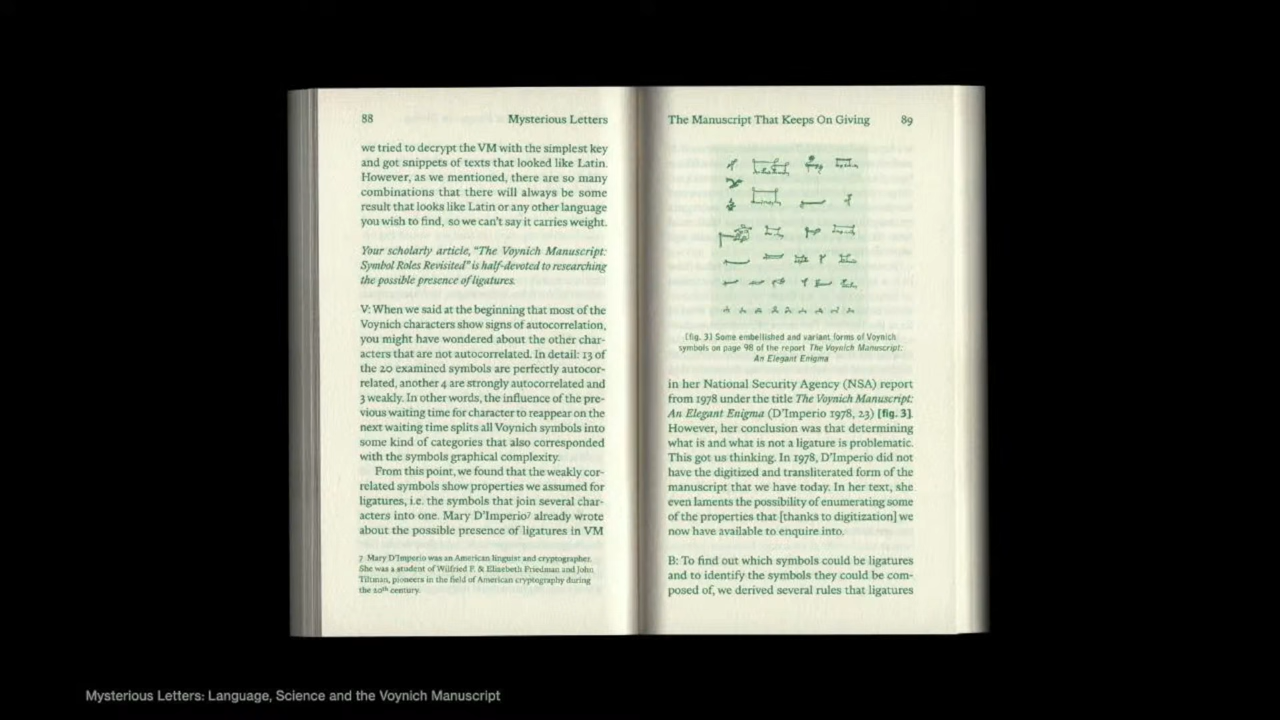 88
Mysterious Letters
we tried to decrypt the VM with the simplest key
and got snippets of texts that looked like Latin.
However, as we mentioned, there are so many
combinations that there will always be some
result that looks like Latin or any other language
you wish to find, so we can't say it carries weight.
Your scholarly article, "The Voynich Manuscript:
Symbol Roles Revisited" is half-devoted to researching
the possible presence of ligatures.
V: When we said at the beginning that most of the
Voynich characters show signs of autocorrelation,
you might have wondered about the other char-
acters that are not autocorrelated. In detail: 13 of
the 20 examined symbols are perfectly autocor-
related, another 4 are strongly autocorrelated and
3 weakly. In other words, the influence of the pre-
vious waiting time for character to reappear on the
next waiting time splits all Voynich symbols into
some kind of categories that also corresponded
with the symbols graphical complexity.
From this point, we found that the weakly cor-
related symbols show properties we assumed for
ligatures, i.e. the symbols that join several char-
acters into one. Mary D'Imperio7 already wrote
about the possible presence of ligatures in VM
7 Mary D'Imperio was an American linguist and cryptographer.
She was a student of Wilfried F. & Elisebeth Friedman and John
Tiltman, pioneers in the field of American cryptography during
the 20th century.
The Manuscript That Keeps On Giving
89
(fig. 3) Some embellished and variant forms of Voynich
symbols on page 98 of the report The Voynich Manuscript:
An Elegant Enigma
in her National Security Agency (NSA) report
from 1978 under the title The Voynich Manuscript:
An Elegant Enigma (D'Imperio 1978, 23) [fig. 3].
However, her conclusion was that determining
what is and what is not a ligature is problematic.
This got us thinking. In 1978, D'Imperio did not
have the digitized and transliterated form of the
manuscript that we have today. In her text, she
even laments the possibility of enumerating some
of the properties that [thanks to digitization] we
now have available to enquire into.
B: To find out which symbols could be ligatures
and to identify the symbols they could be com-
posed of, we derived several rules that ligatures
Mysterious Letters: Language, Science and the Voynich Manuscript